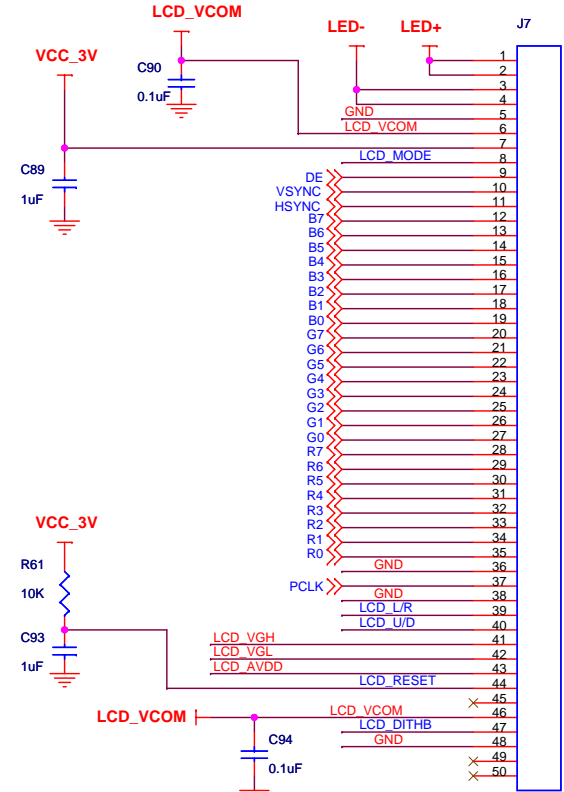 LCD_VCOM
LED-
LED+
J7
VCC_3V
C90
0.1uF
1
2
3
4
GND
5
LCD_VCOM
6
7
LCD_MODE
8
C89
1uF
DE
9
VSYNC
10
HSYNC
11
B7
12
B6
13
B5
14
B4
15
B3
16
B2
17
B1
18
B0
19
G7
20
G6
21
G5
22
G4
23
G3
24
G2
25
G1
26
G0
27
R7
28
R6
29
R5
30
R4
31
R3
32
R2
33
R1
34
R0
35
VCC_3V
GND
36
R61
10K
PCLK
37
GND
38
LCD_L/R
39
LCD_U/D
40
C93
1uF
LCD_VGH
41
LCD_VGL
42
LCD_AVDD
43
LCD_RESET
44
45
LCD_VCOM
LCD_VCOM
46
LCD_DITHB
47
C94
0.1uF
GND
48
49
50